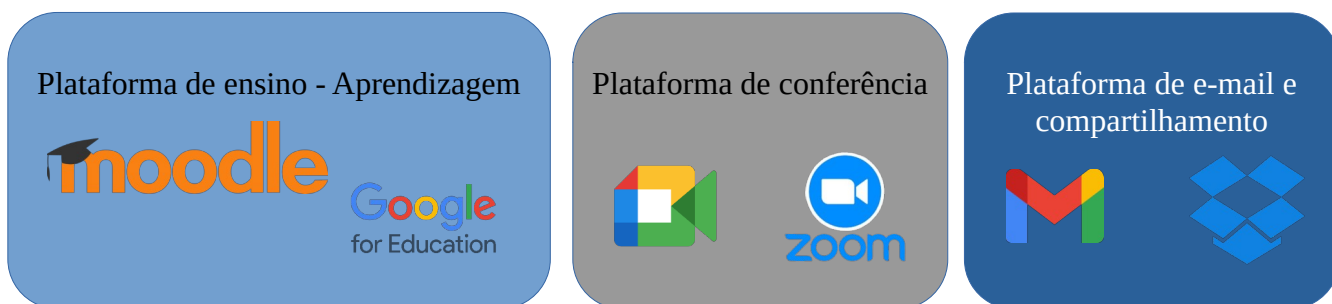 Plataforma de ensino - Aprendizagem
moodle
Google
for Education
Plataforma de conferência
zoom
Plataforma de e-mail e
compartilhamento